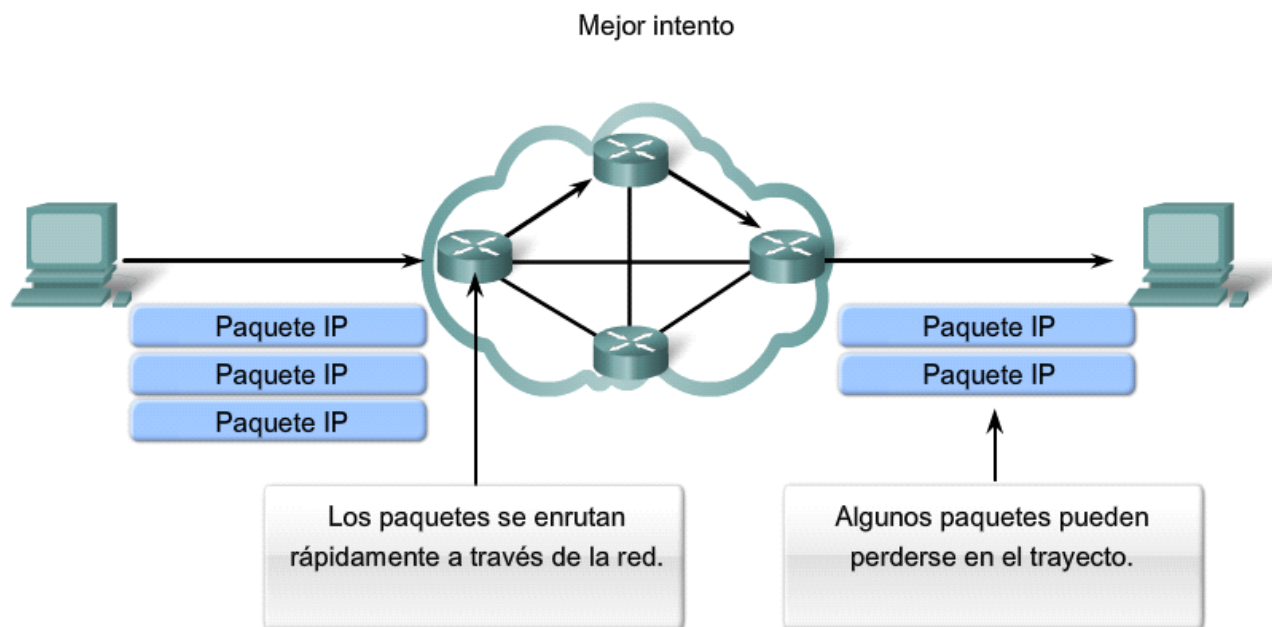 Mejor intento
Paquete IP
Paquete IP
Paquete IP
Paquete IP
Paquete IP
Los paquetes se enrutan
rápidamente a través de la red.
Algunos paquetes pueden
perderse en el trayecto.